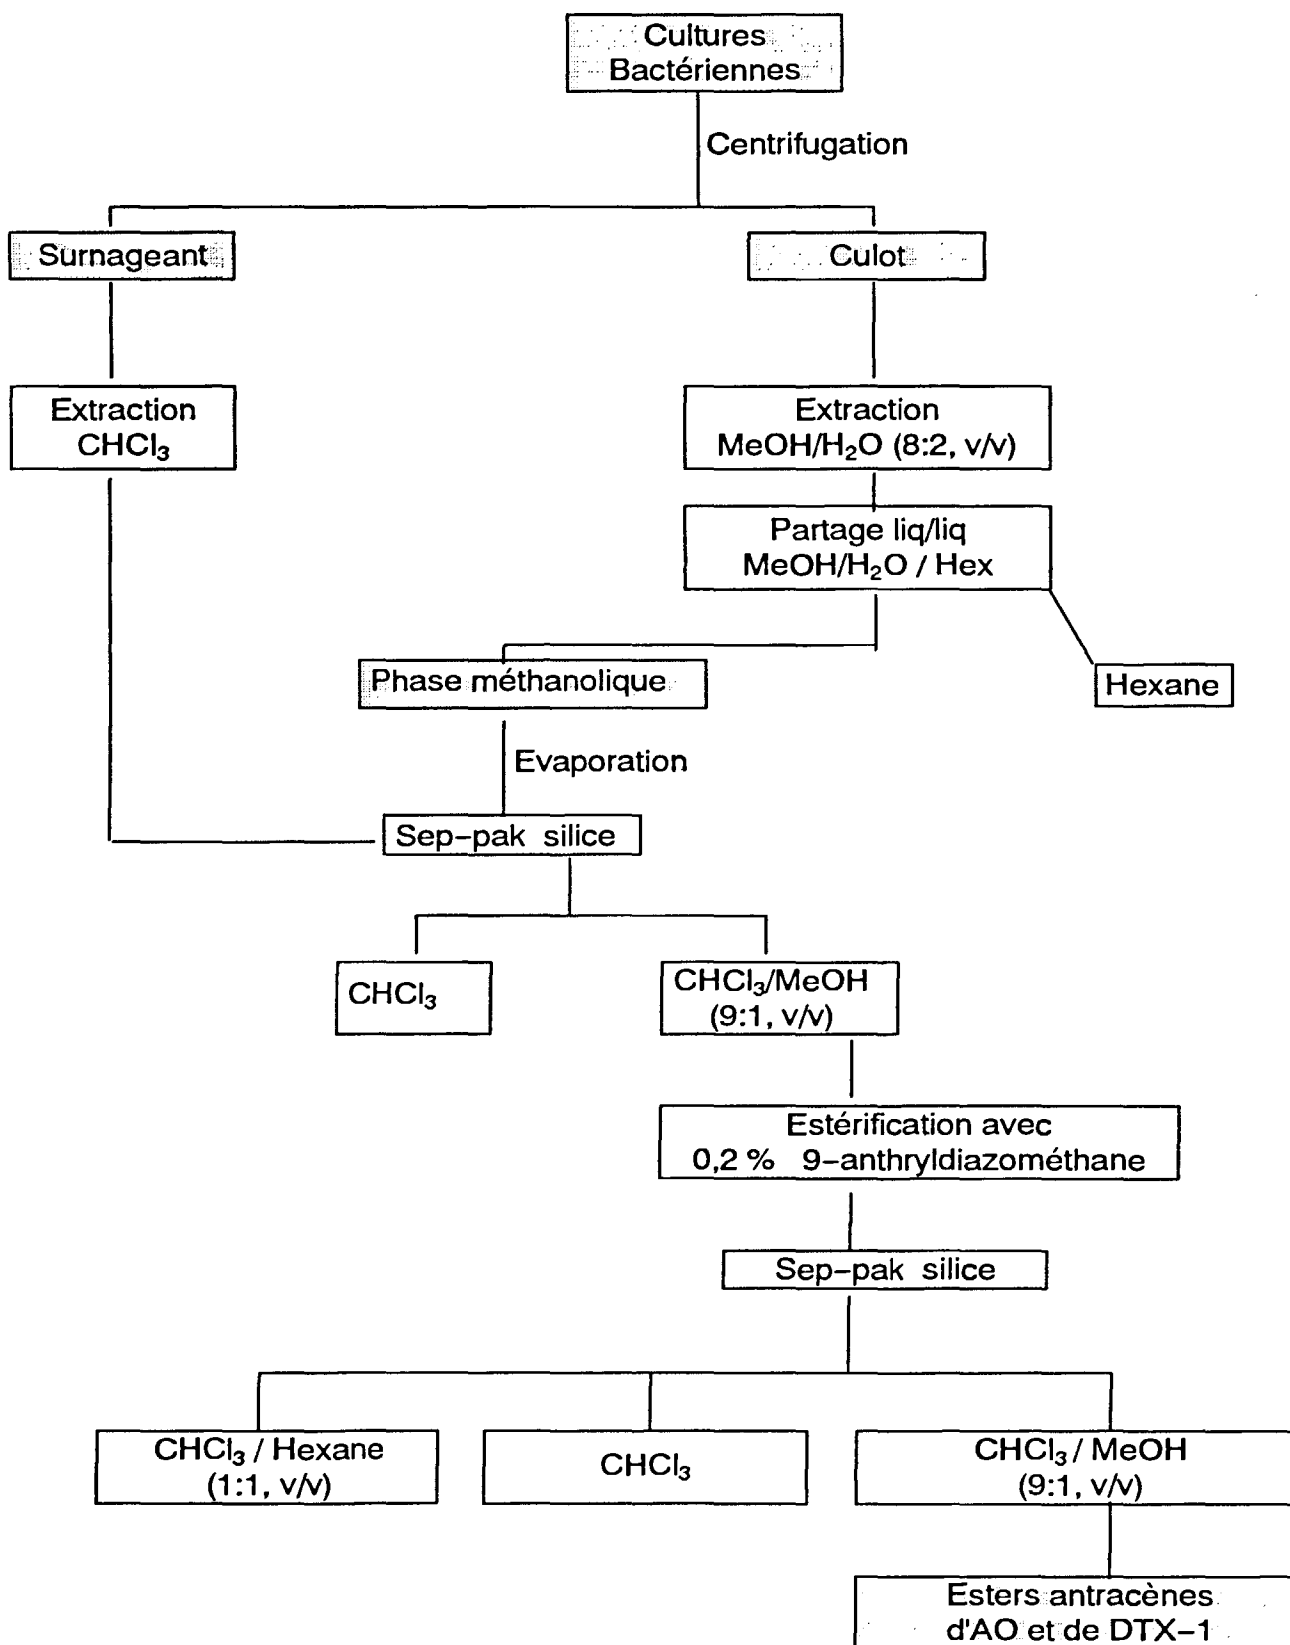 Cultures
Bactériennes
Centrifugation
Surnageant
Culot
Extraction
CHCl₃
Extraction
MeOH/H₂O (8:2, v/v)
Partage liq/liq
MeOH/H₂O / Hex
Phase méthanolique
Hexane
Evaporation
Sep-pak silice
CHCl₃
CHCl₃/MeOH
(9:1, v/v)
Estérification avec
0,2 % 9-anthryldiazométhane
Sep-pak silice
CHCl₃ / Hexane
(1:1, v/v)
CHCl₃
CHCl₃ / MeOH
(9:1, v/v)
Esters antracènes
d'AO et de DTX-1